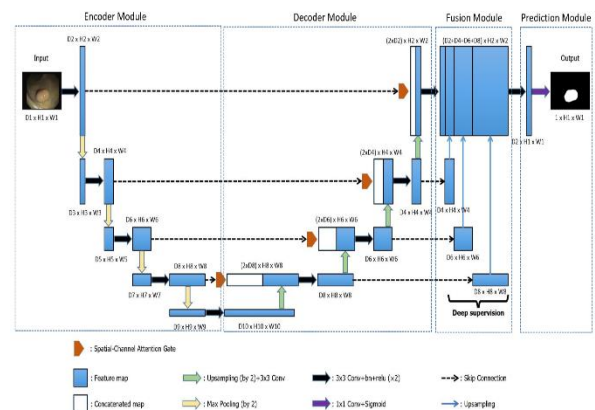 Encoder Module
Decoder Module
Fusion Module
Prediction Module
D2 x H2 x W2
(2xD2) x H2 x W2
(D2+D4+D6+D8) x H2 x W2
Input
Output
D1 x H1 x W1
1 x H1 x W1
D2 x H1 x W1
D4 x H4 x W4
(2xD4) x H4 x W4
D3 x H3 x W3
D4 x H4 x W4
D4 x H4 x W4
D6 x H6 x W6
(2xD6) x H6 x W6
D5 x H5 x W5
D6 x H6 x W6
D6 x H6 x W6
D8 x H8 x W8
(2xD8) x H8 x W8
D7 x H7 x W7
D8 x H8 x W8
D8 x H8 x W8
D9 x H9 x W9
D10 x H10 x W10
Deep supervision
: Spatial-Channel Attention Gate
: Feature map
: Upsampling (by 2)+3x3 Conv
: 3x3 Conv+bn+relu (x2)
: Skip Connection
: Concatenated map
: Max Pooling (by 2)
: 1x1 Conv+Sigmoid
: Upsampling